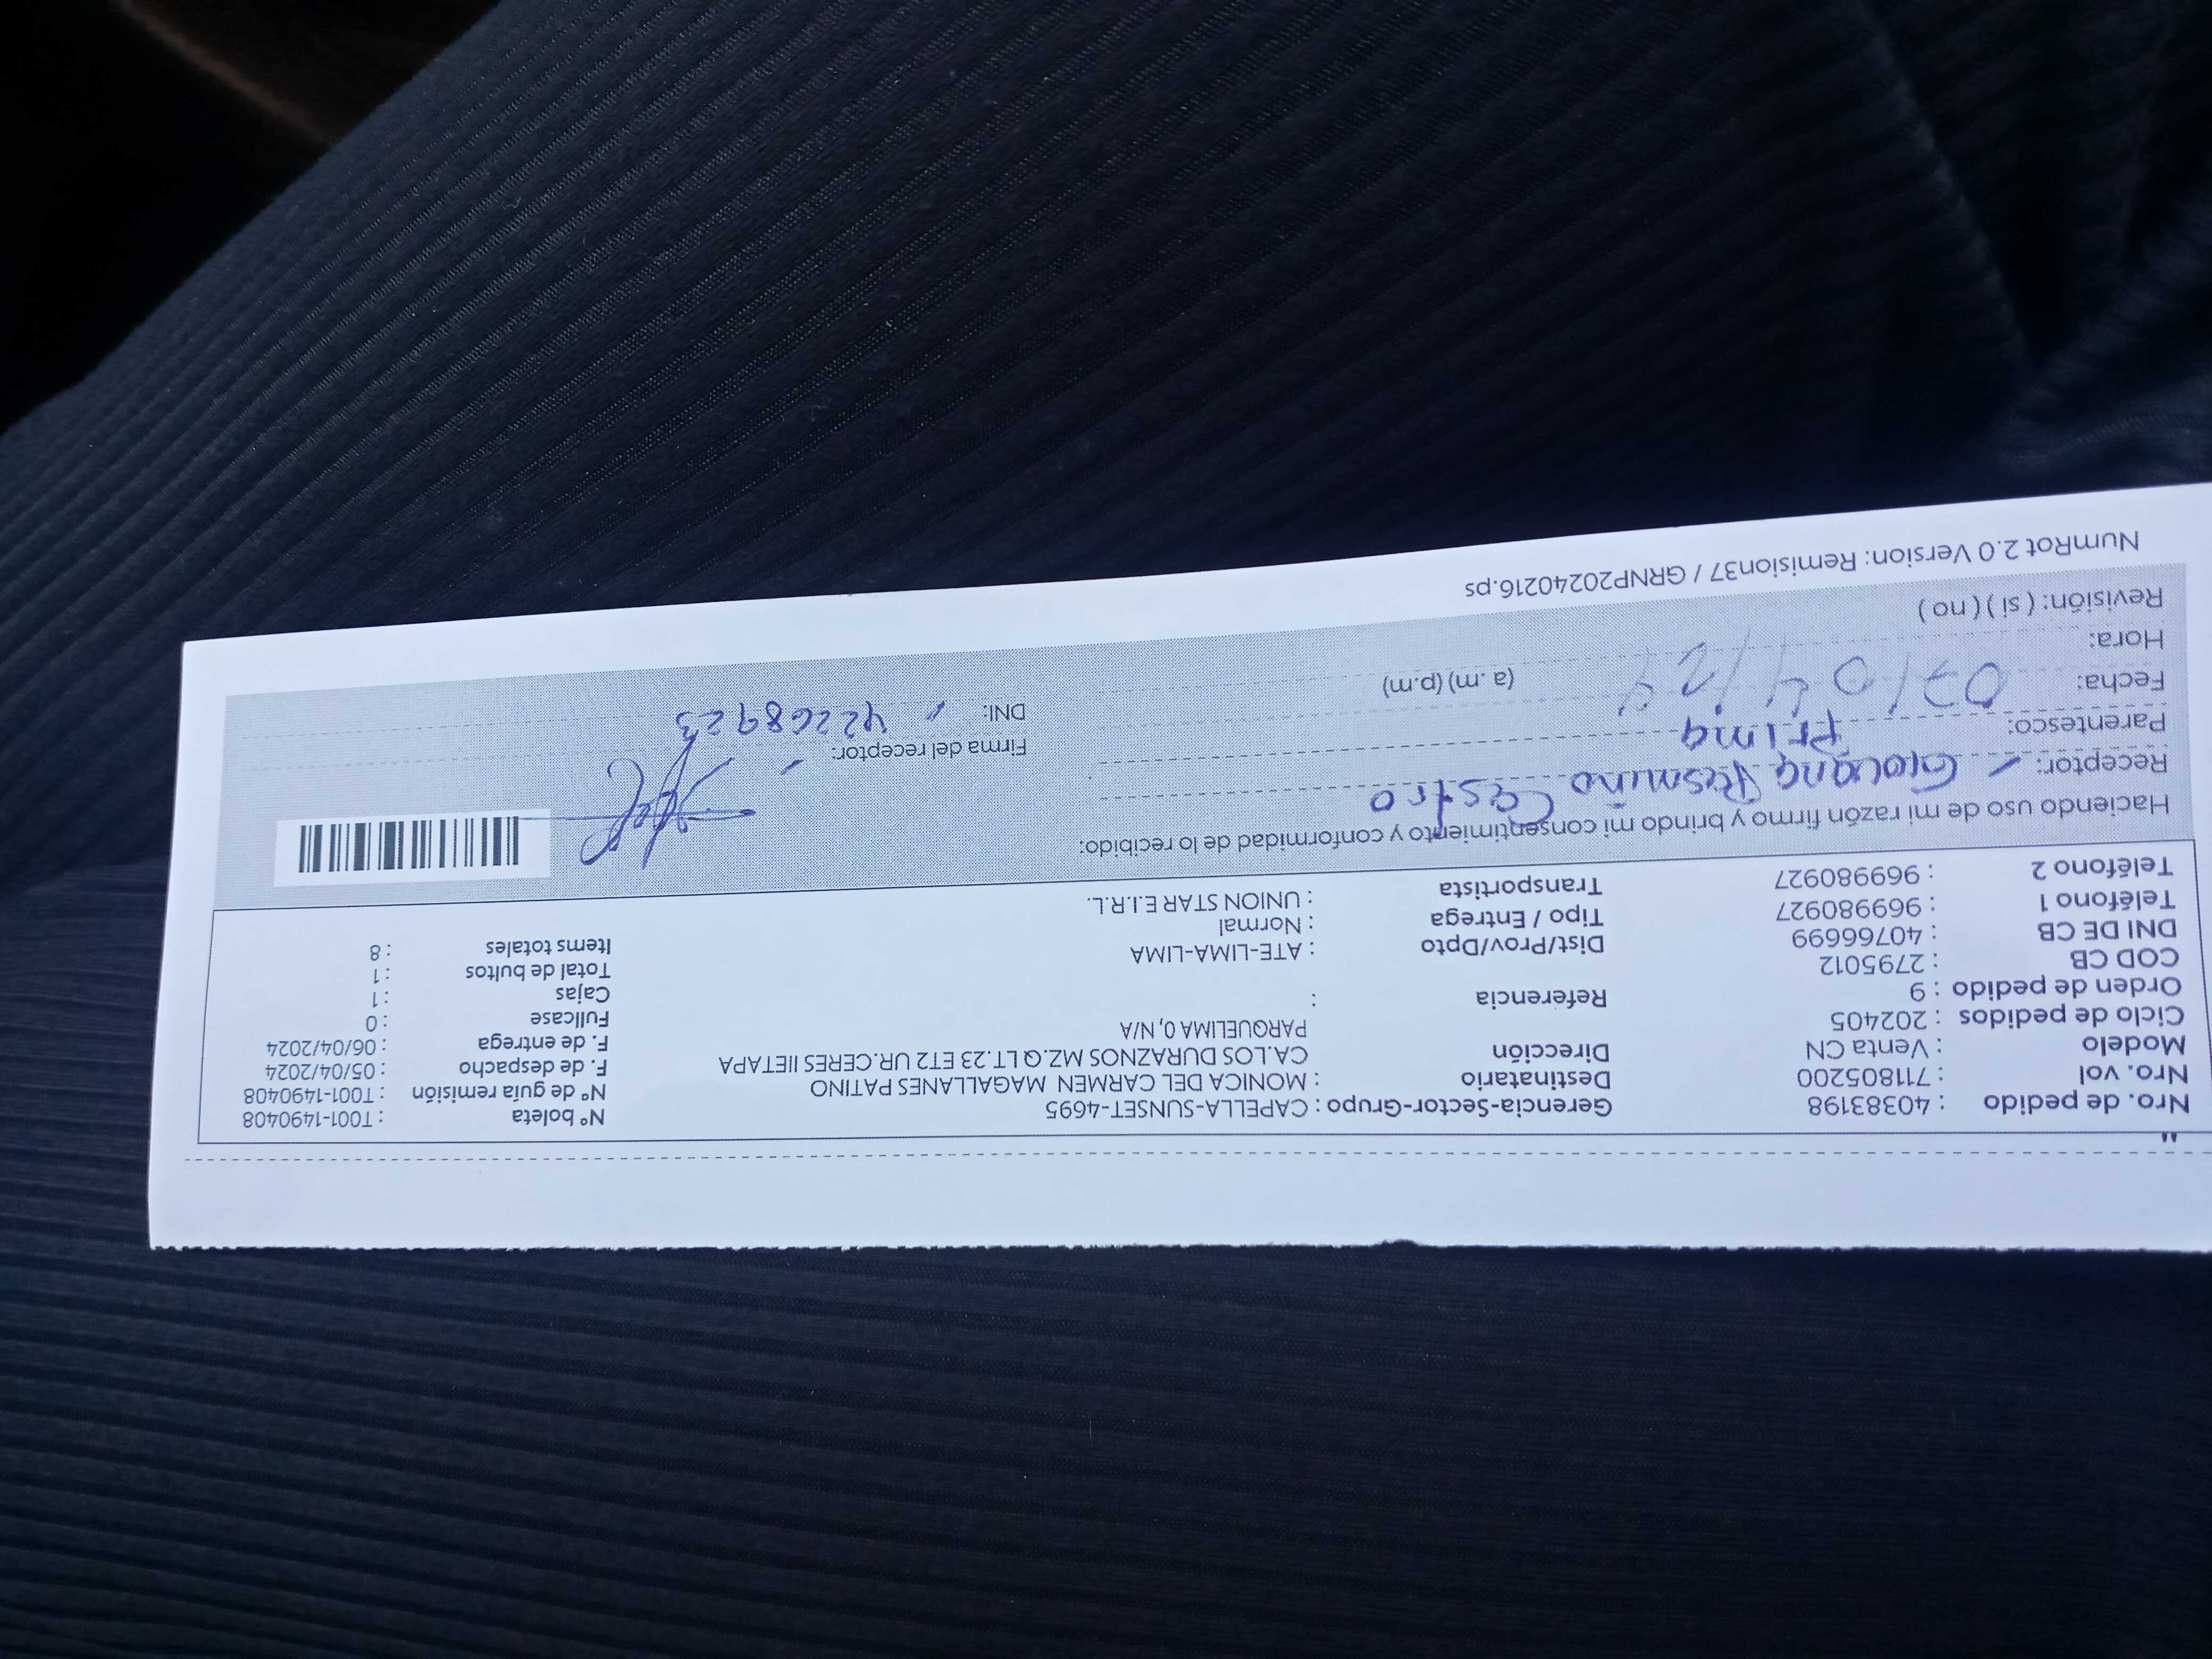 Nro. de pedido : 40383198 Gerencia-Sector-Grupo : CAPELLA-SUNSET-4695 N° boleta : T001-1490408
Nro. vol : 711805200 Destinatario : MONICA DEL CARMEN MAGALLANES PATINO N° de guía remisión : T001-1490408
Modelo : Venta CN Dirección CA.LOS DURAZNOS MZ.Q LT.23 ET2 UR.CERES IIETAPA F. de despacho : 05/04/2024
Ciclo de pedidos : 202405 PARQUELIMA 0, N/A F. de entrega : 06/04/2024
Orden de pedido : 9 Referencia : Fullcase : 0
COD CB : 2795012 Cajas : 1
DNI DE CB : 40766699 Dist/Prov/Dpto : ATE-LIMA-LIMA Total de bultos : 1
Teléfono 1 : 969980927 Tipo / Entrega : Normal Items totales : 8
Teléfono 2 : 969980927 Transportista : UNION STAR E.I.R.L.
Haciendo uso de mi razón firmo y brindo mi consentimiento y conformidad de lo recibido:
Receptor: Giovana Castro
Parentesco: Prima Firma del receptor:
Fecha: 07/04/24 DNI: 42268923
Hora: (a.m) (p.m)
Revisión: ( si ) ( no )
NumRot 2.0 Version: Remision37 / GRNP20240216.ps